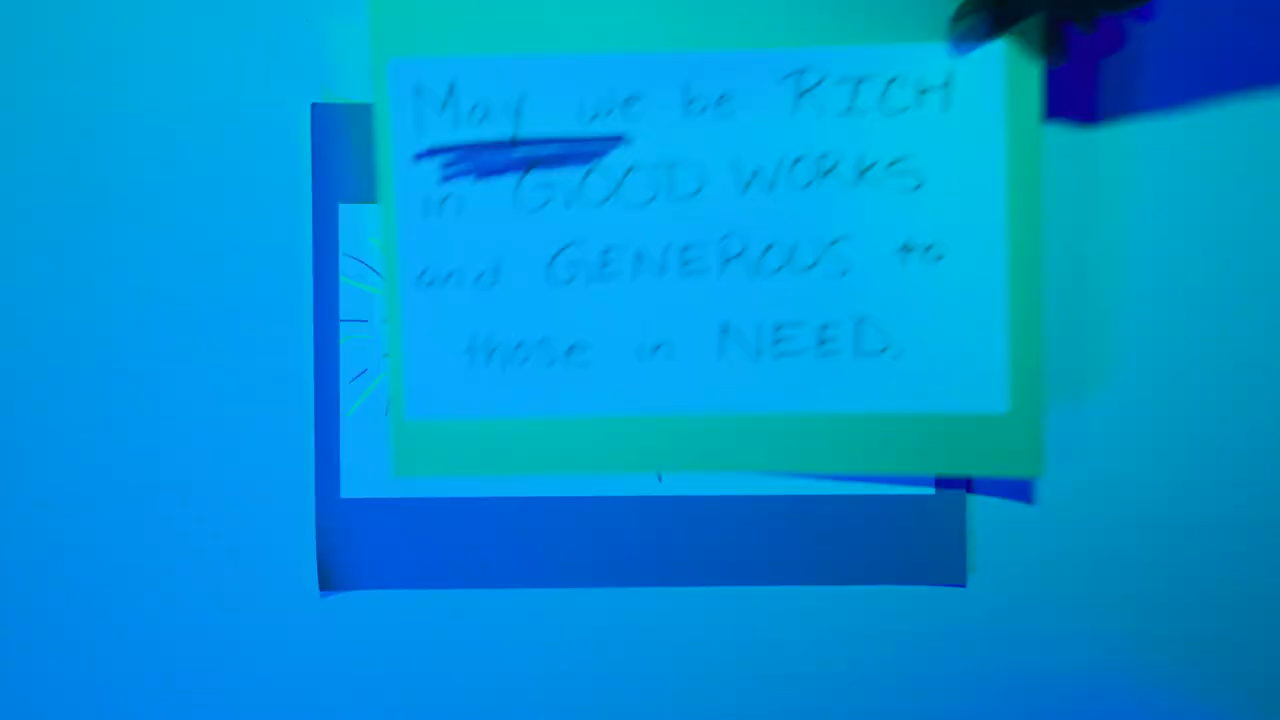 May we be RICH
in GOOD WORKS
and GENEROUS to
those in NEED.